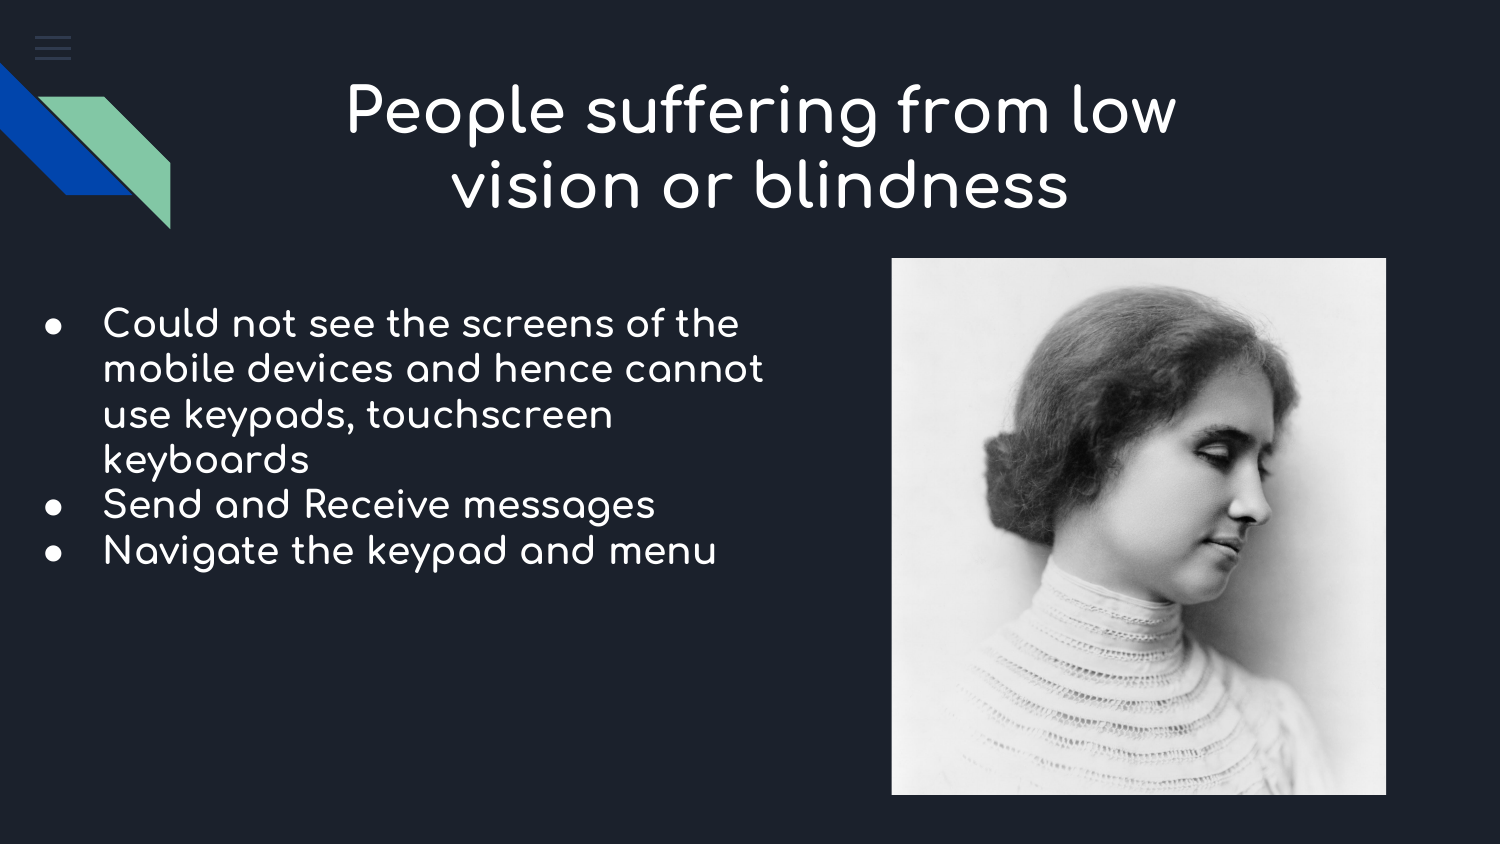 People suffering from low
vision or blindness
● Could not see the screens of the
mobile devices and hence cannot
use keypads, touchscreen
keyboards
● Send and Receive messages
● Navigate the keypad and menu